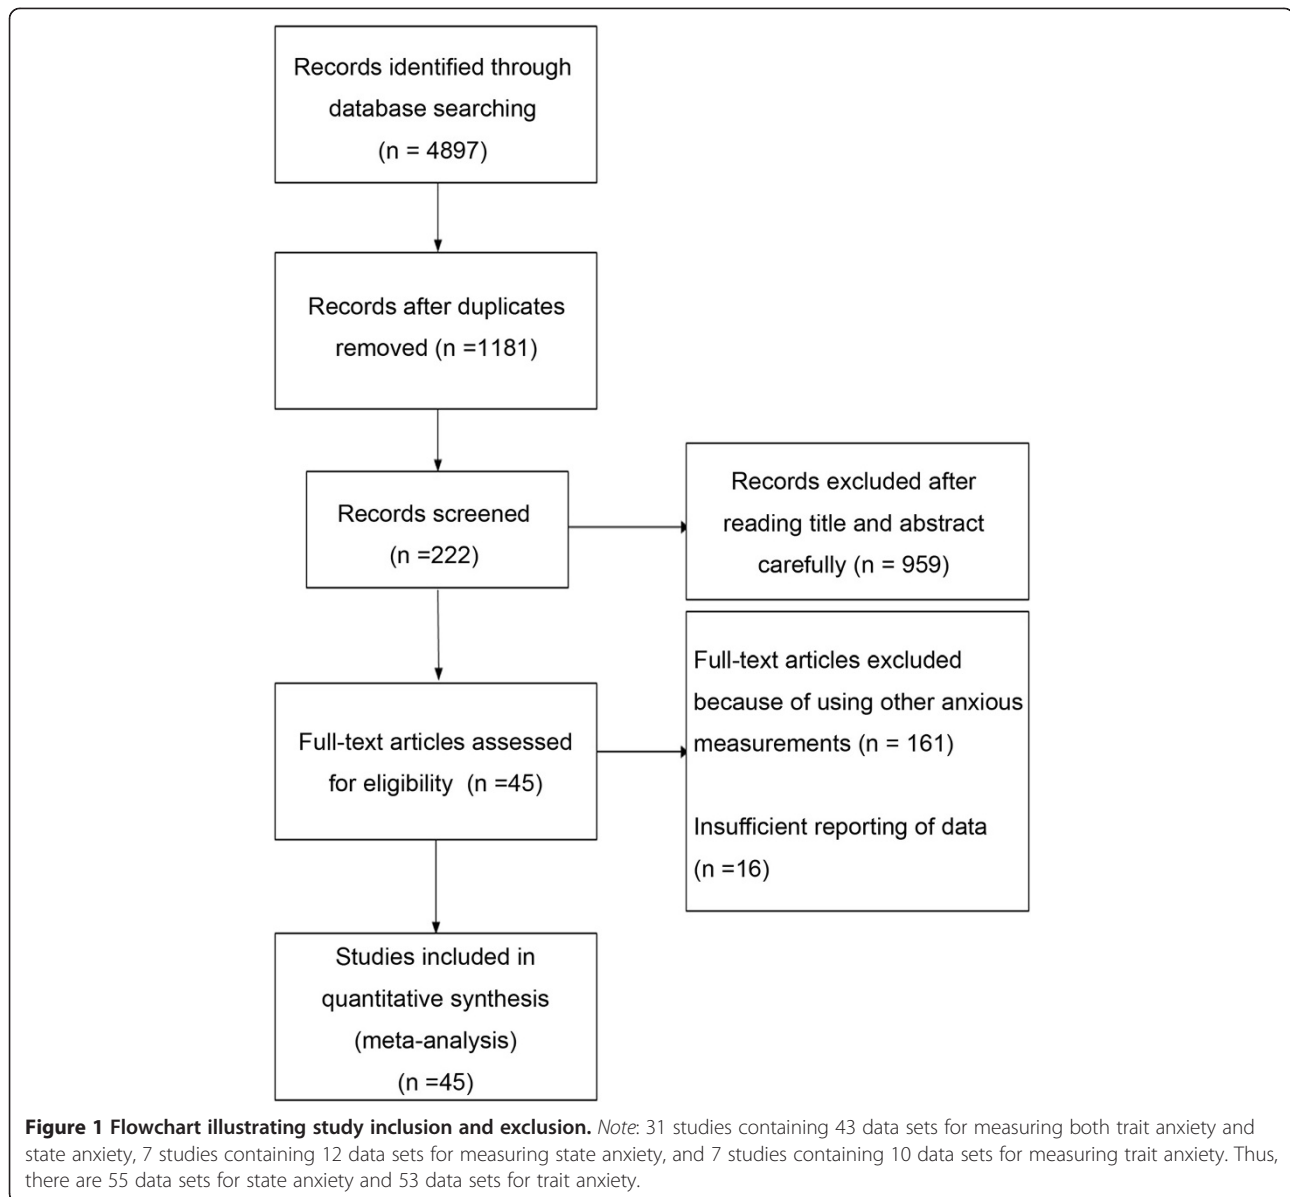 Records identified through
database searching
(n = 4897)
Records after duplicates
removed (n =1181)
Records screened
(n =222)
Records excluded after
reading title and abstract
carefully (n = 959)
Full-text articles assessed
for eligibility (n =45)
Full-text articles excluded
because of using other anxious
measurements (n = 161)
Insufficient reporting of data
(n =16)
Studies included in
quantitative synthesis
(meta-analysis)
(n =45)
Figure 1 Flowchart illustrating study inclusion and exclusion. Note: 31 studies containing 43 data sets for measuring both trait anxiety and
state anxiety, 7 studies containing 12 data sets for measuring state anxiety, and 7 studies containing 10 data sets for measuring trait anxiety. Thus,
there are 55 data sets for state anxiety and 53 data sets for trait anxiety.